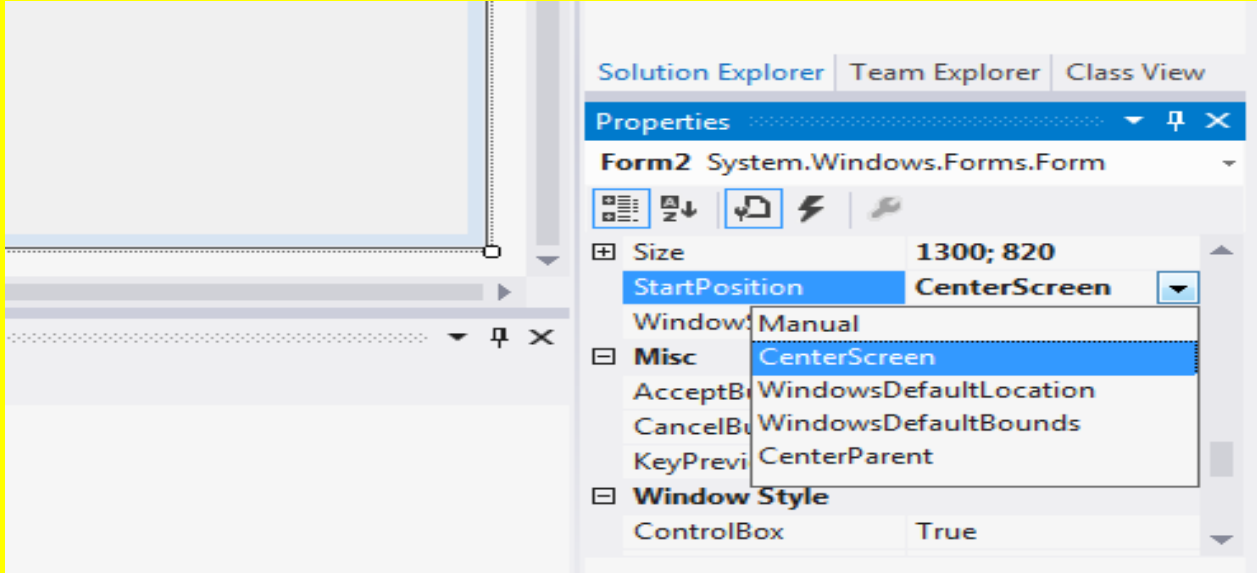 Solution Explorer Team Explorer Class View
Properties
Form2 System.Windows.Forms.Form
Size 1300; 820
StartPosition CenterScreen
Manual
Misc CenterScreen
WindowsDefaultLocation
WindowsDefaultBounds
CenterParent
Window Style
ControlBox True